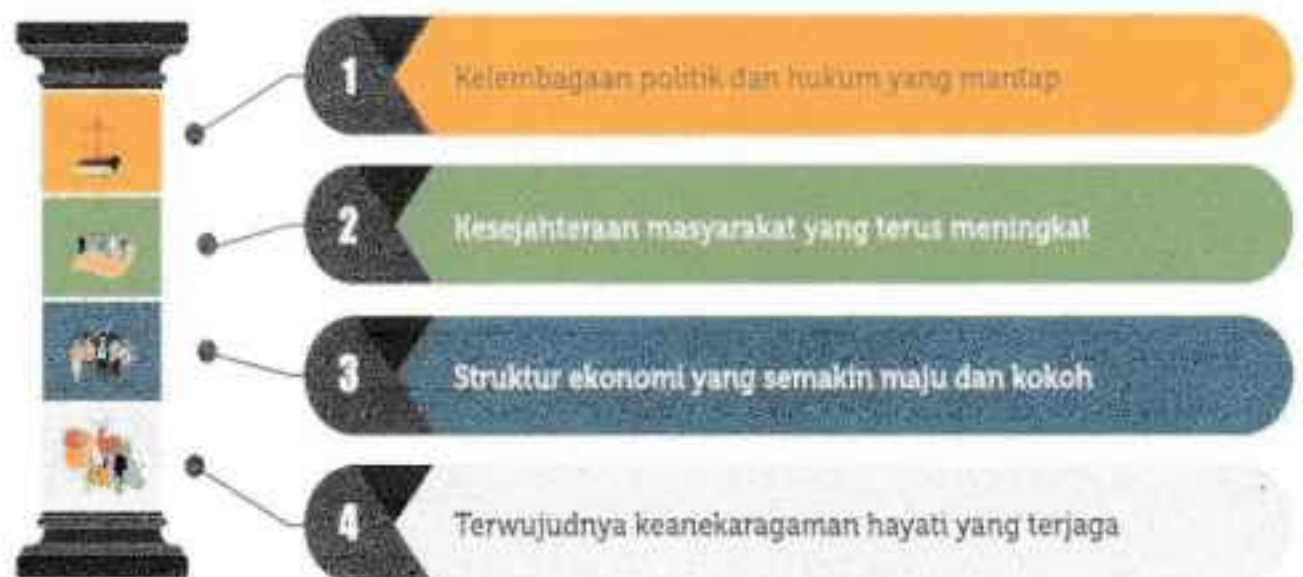 1
Kelembagaan politik dan hukum yang mantap
2
Kesejahteraan masyarakat yang terus meningkat
3
Struktur ekonomi yang semakin maju dan kokoh
4
Terwujudnya keanekaragaman hayati yang terjaga